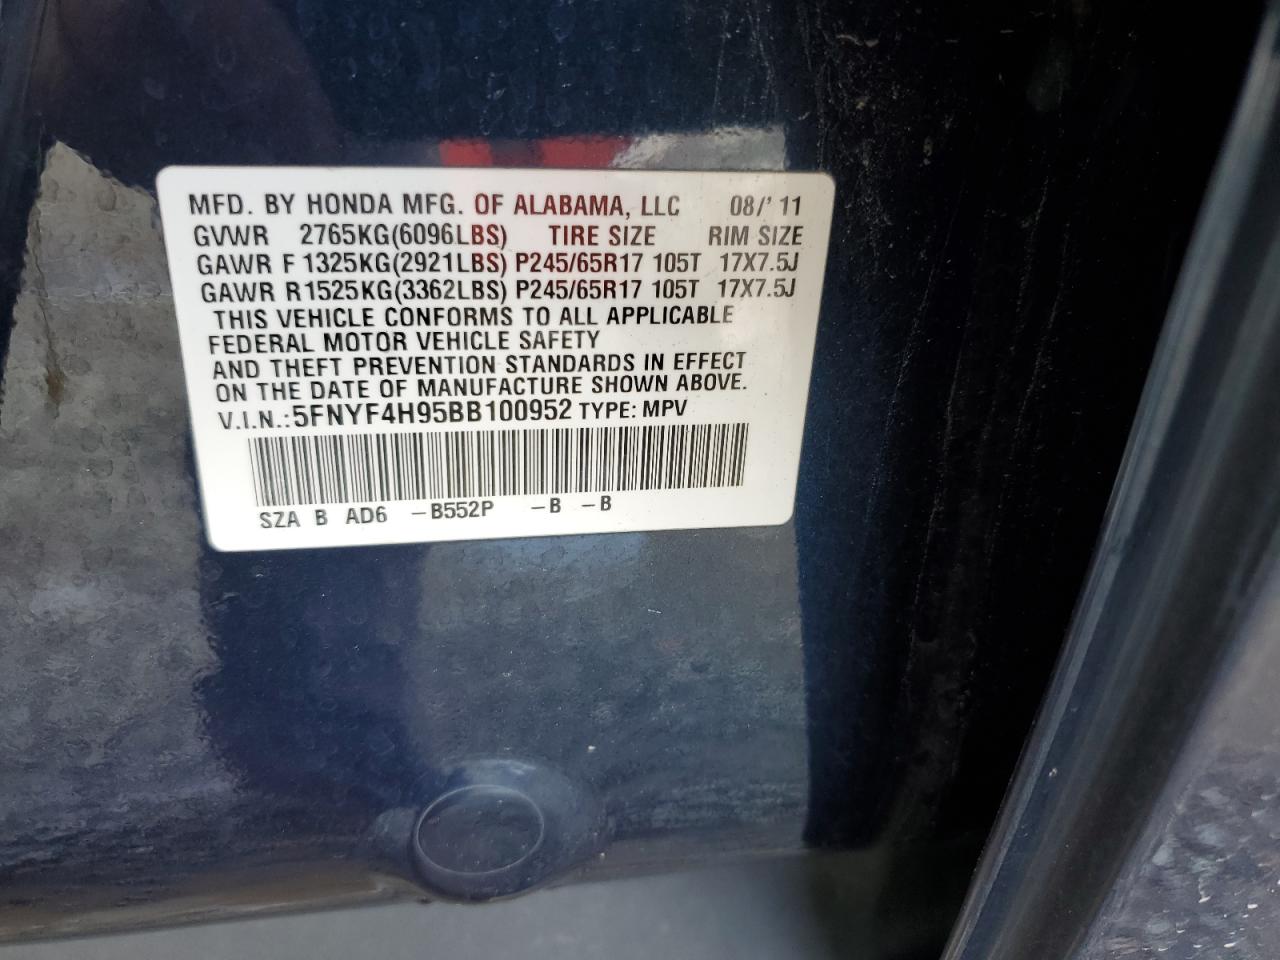 MFD. BY HONDA MFG. OF ALABAMA, LLC 08/'11
GVWR 2765KG(6096LBS) TIRE SIZE RIM SIZE
GAWR F 1325KG(2921LBS) P245/65R17 105T 17X7.5J
GAWR R1525KG(3362LBS) P245/65R17 105T 17X7.5J
THIS VEHICLE CONFORMS TO ALL APPLICABLE
FEDERAL MOTOR VEHICLE SAFETY
AND THEFT PREVENTION STANDARDS IN EFFECT
ON THE DATE OF MANUFACTURE SHOWN ABOVE.
V.I.N.:5FNYF4H95BB100952 TYPE: MPV
SZA B AD6 -B552P -B -B